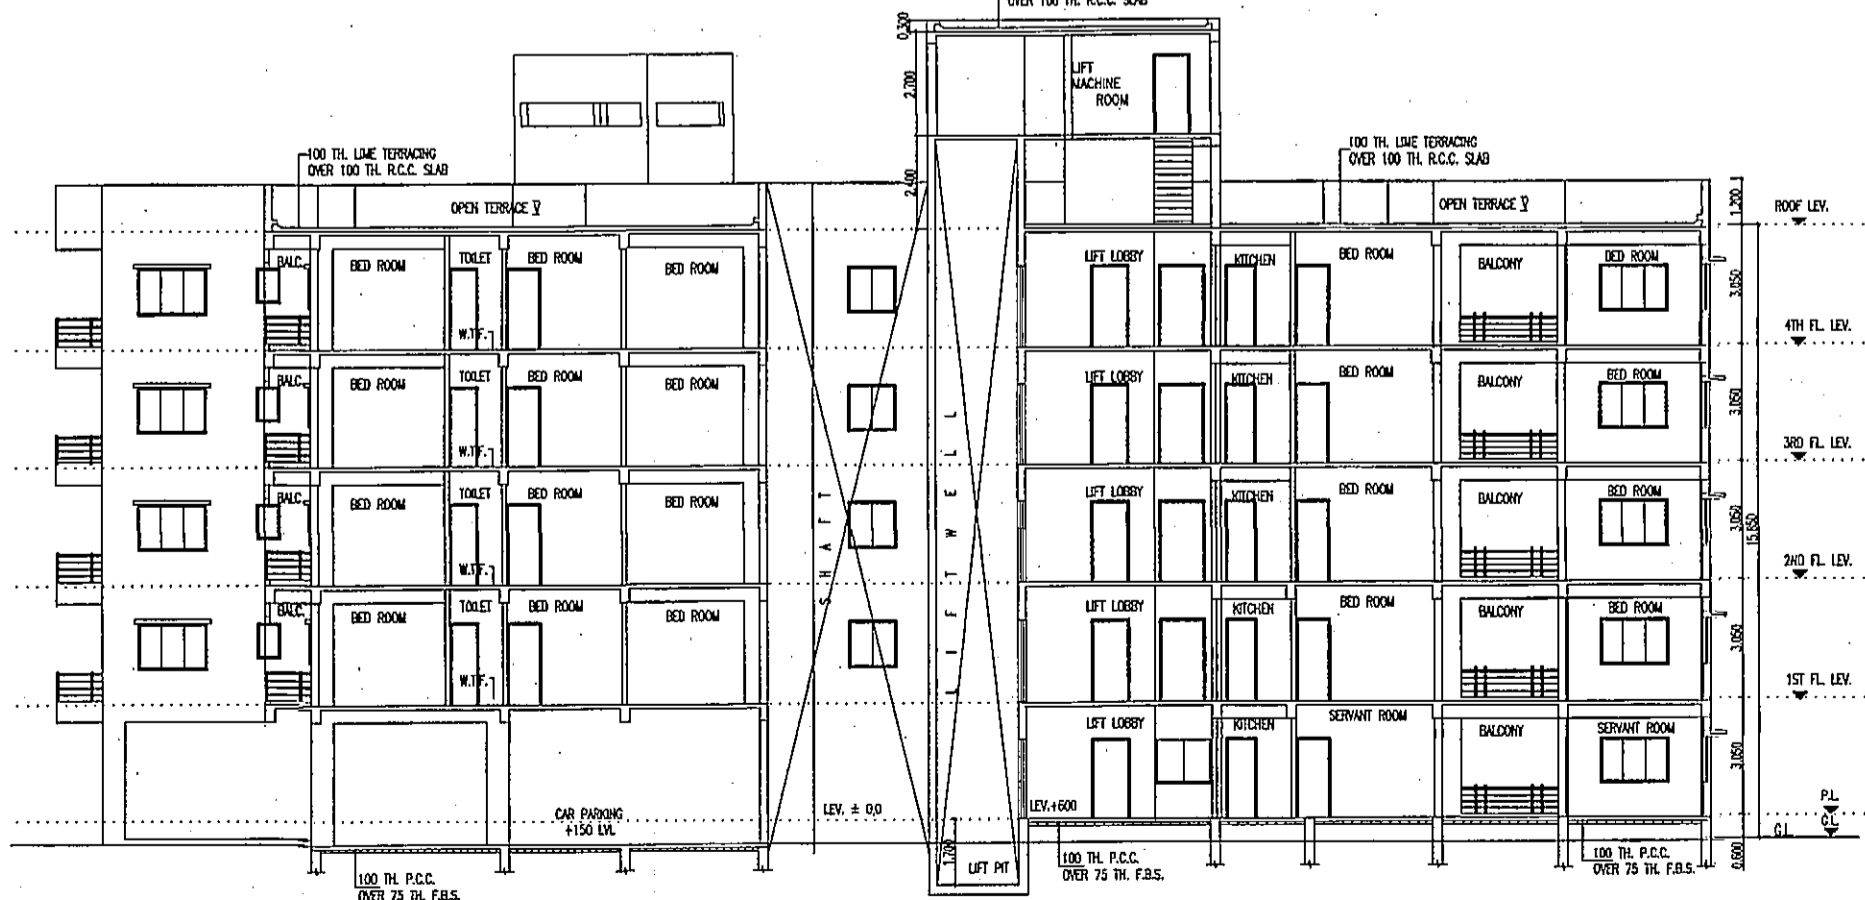 OVER 100 TH. R.C.C. SLAB
0.300
LIFT
MACHINE
ROOM
2.700
100 TH. LIME TERRACING
OVER 100 TH. R.C.C. SLAB
100 TH. LIME TERRACING
OVER 100 TH. R.C.C. SLAB
2.400
OPEN TERRACE
OPEN TERRACE
1.200
ROOF LEV.
BALC.
BED ROOM
TOILET
BED ROOM
BED ROOM
LIFT LOBBY
KITCHEN
BED ROOM
BALCONY
BED ROOM
3.050
W.T.F.
4TH FL. LEV.
BALC.
BED ROOM
TOILET
BED ROOM
BED ROOM
LIFT LOBBY
KITCHEN
BED ROOM
BALCONY
BED ROOM
3.050
W.T.F.
3RD FL. LEV.
BALC.
BED ROOM
TOILET
BED ROOM
BED ROOM
SHAFT
LIFT WELL
LIFT LOBBY
KITCHEN
BED ROOM
BALCONY
BED ROOM
3.050
15.850
W.T.F.
2ND FL. LEV.
BALC.
BED ROOM
TOILET
BED ROOM
BED ROOM
LIFT LOBBY
KITCHEN
BED ROOM
BALCONY
BED ROOM
3.050
W.T.F.
1ST FL. LEV.
LIFT LOBBY
KITCHEN
SERVANT ROOM
BALCONY
SERVANT ROOM
3.050
CAR PARKING
+150 LVL
LEV. ± 0.0
LEV.+600
P.L.
G.L.
G.L.
1.700
LIFT PIT
0.600
100 TH. P.C.C.
OVER 75 TH. F.B.S.
100 TH. P.C.C.
OVER 75 TH. F.B.S.
100 TH. P.C.C.
OVER 75 TH. F.B.S.